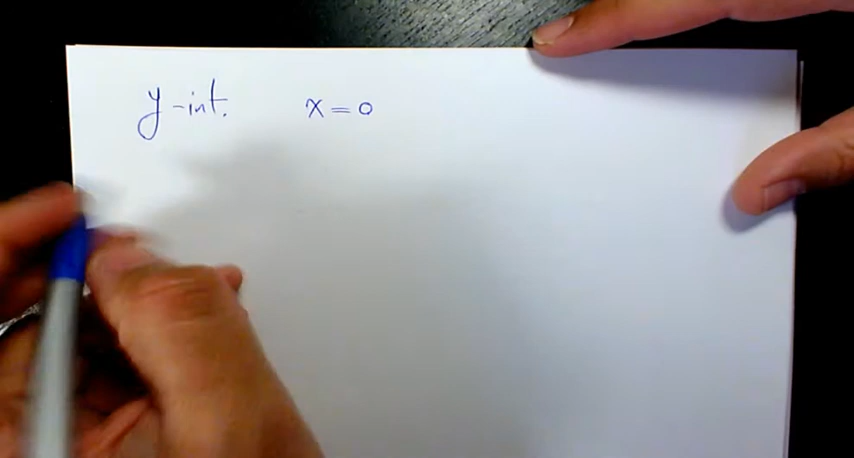 y-int. x = 0